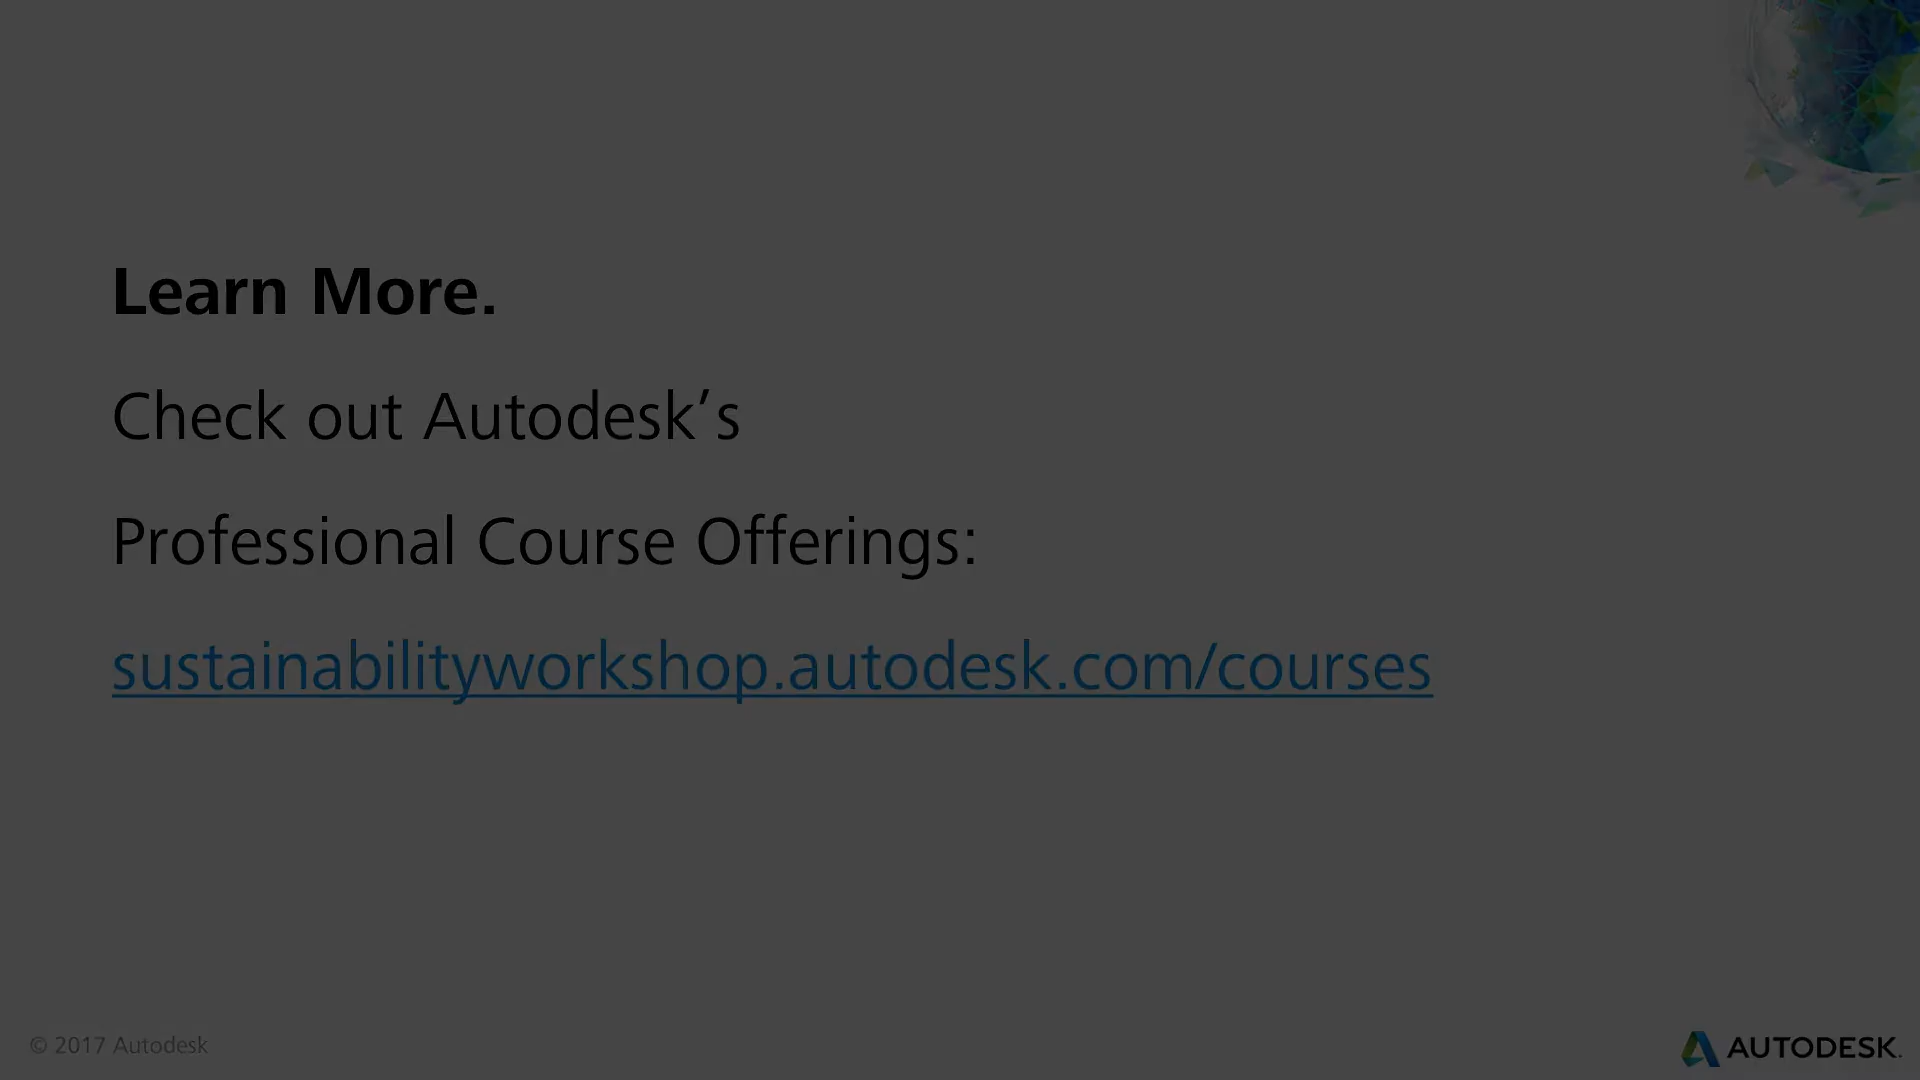 Learn More.
Check out Autodesk’s
Professional Course Offerings:
sustainabilityworkshop.autodesk.com/courses
© 2017 Autodesk
AUTODESK.